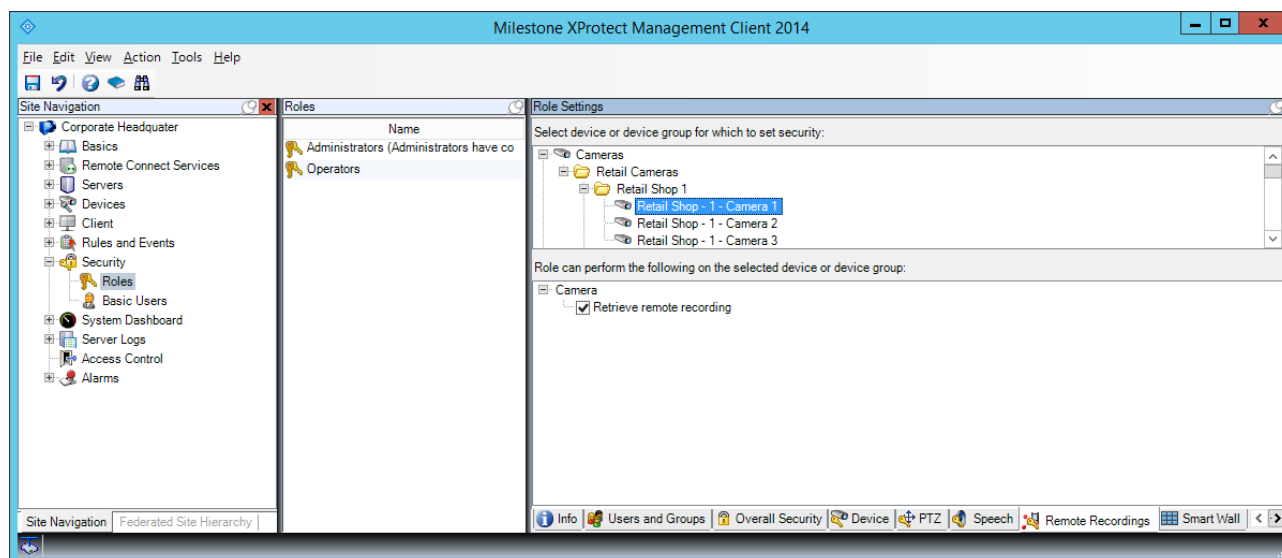 Milestone XProtect Management Client 2014
File Edit View Action Tools Help
Site Navigation
Corporate Headquater
Basics
Remote Connect Services
Servers
Devices
Client
Rules and Events
Security
Roles
Basic Users
System Dashboard
Server Logs
Access Control
Alarms
Site Navigation Federated Site Hierarchy
Roles
Name
Administrators (Administrators have co
Operators
Role Settings
Select device or device group for which to set security:
Cameras
Retail Cameras
Retail Shop 1
Retail Shop - 1 - Camera 1
Retail Shop - 1 - Camera 2
Retail Shop - 1 - Camera 3
Role can perform the following on the selected device or device group:
Camera
Retrieve remote recording
Info Users and Groups Overall Security Device PTZ Speech Remote Recordings Smart Wall